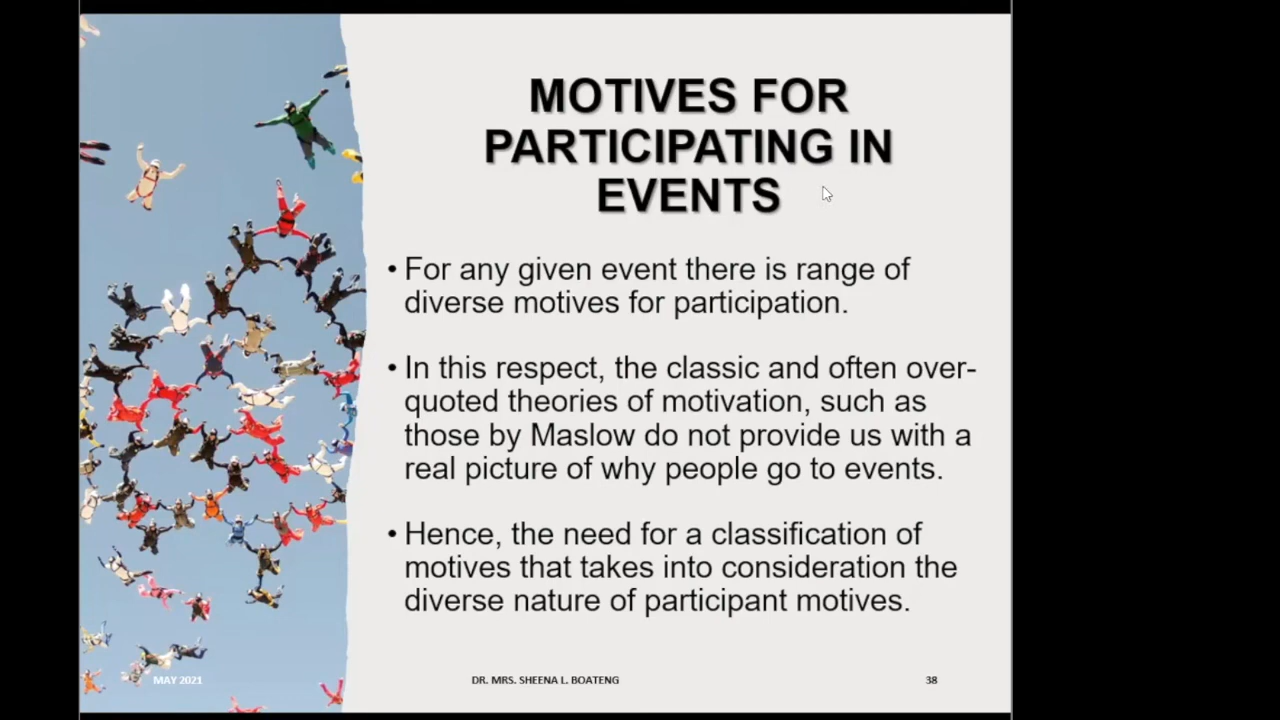 MOTIVES FOR
PARTICIPATING IN
EVENTS
• For any given event there is range of
diverse motives for participation.
• In this respect, the classic and often over-
quoted theories of motivation, such as
those by Maslow do not provide us with a
real picture of why people go to events.
• Hence, the need for a classification of
motives that takes into consideration the
diverse nature of participant motives.
MAY 2021
DR. MRS. SHEENA L. BOATENG
38